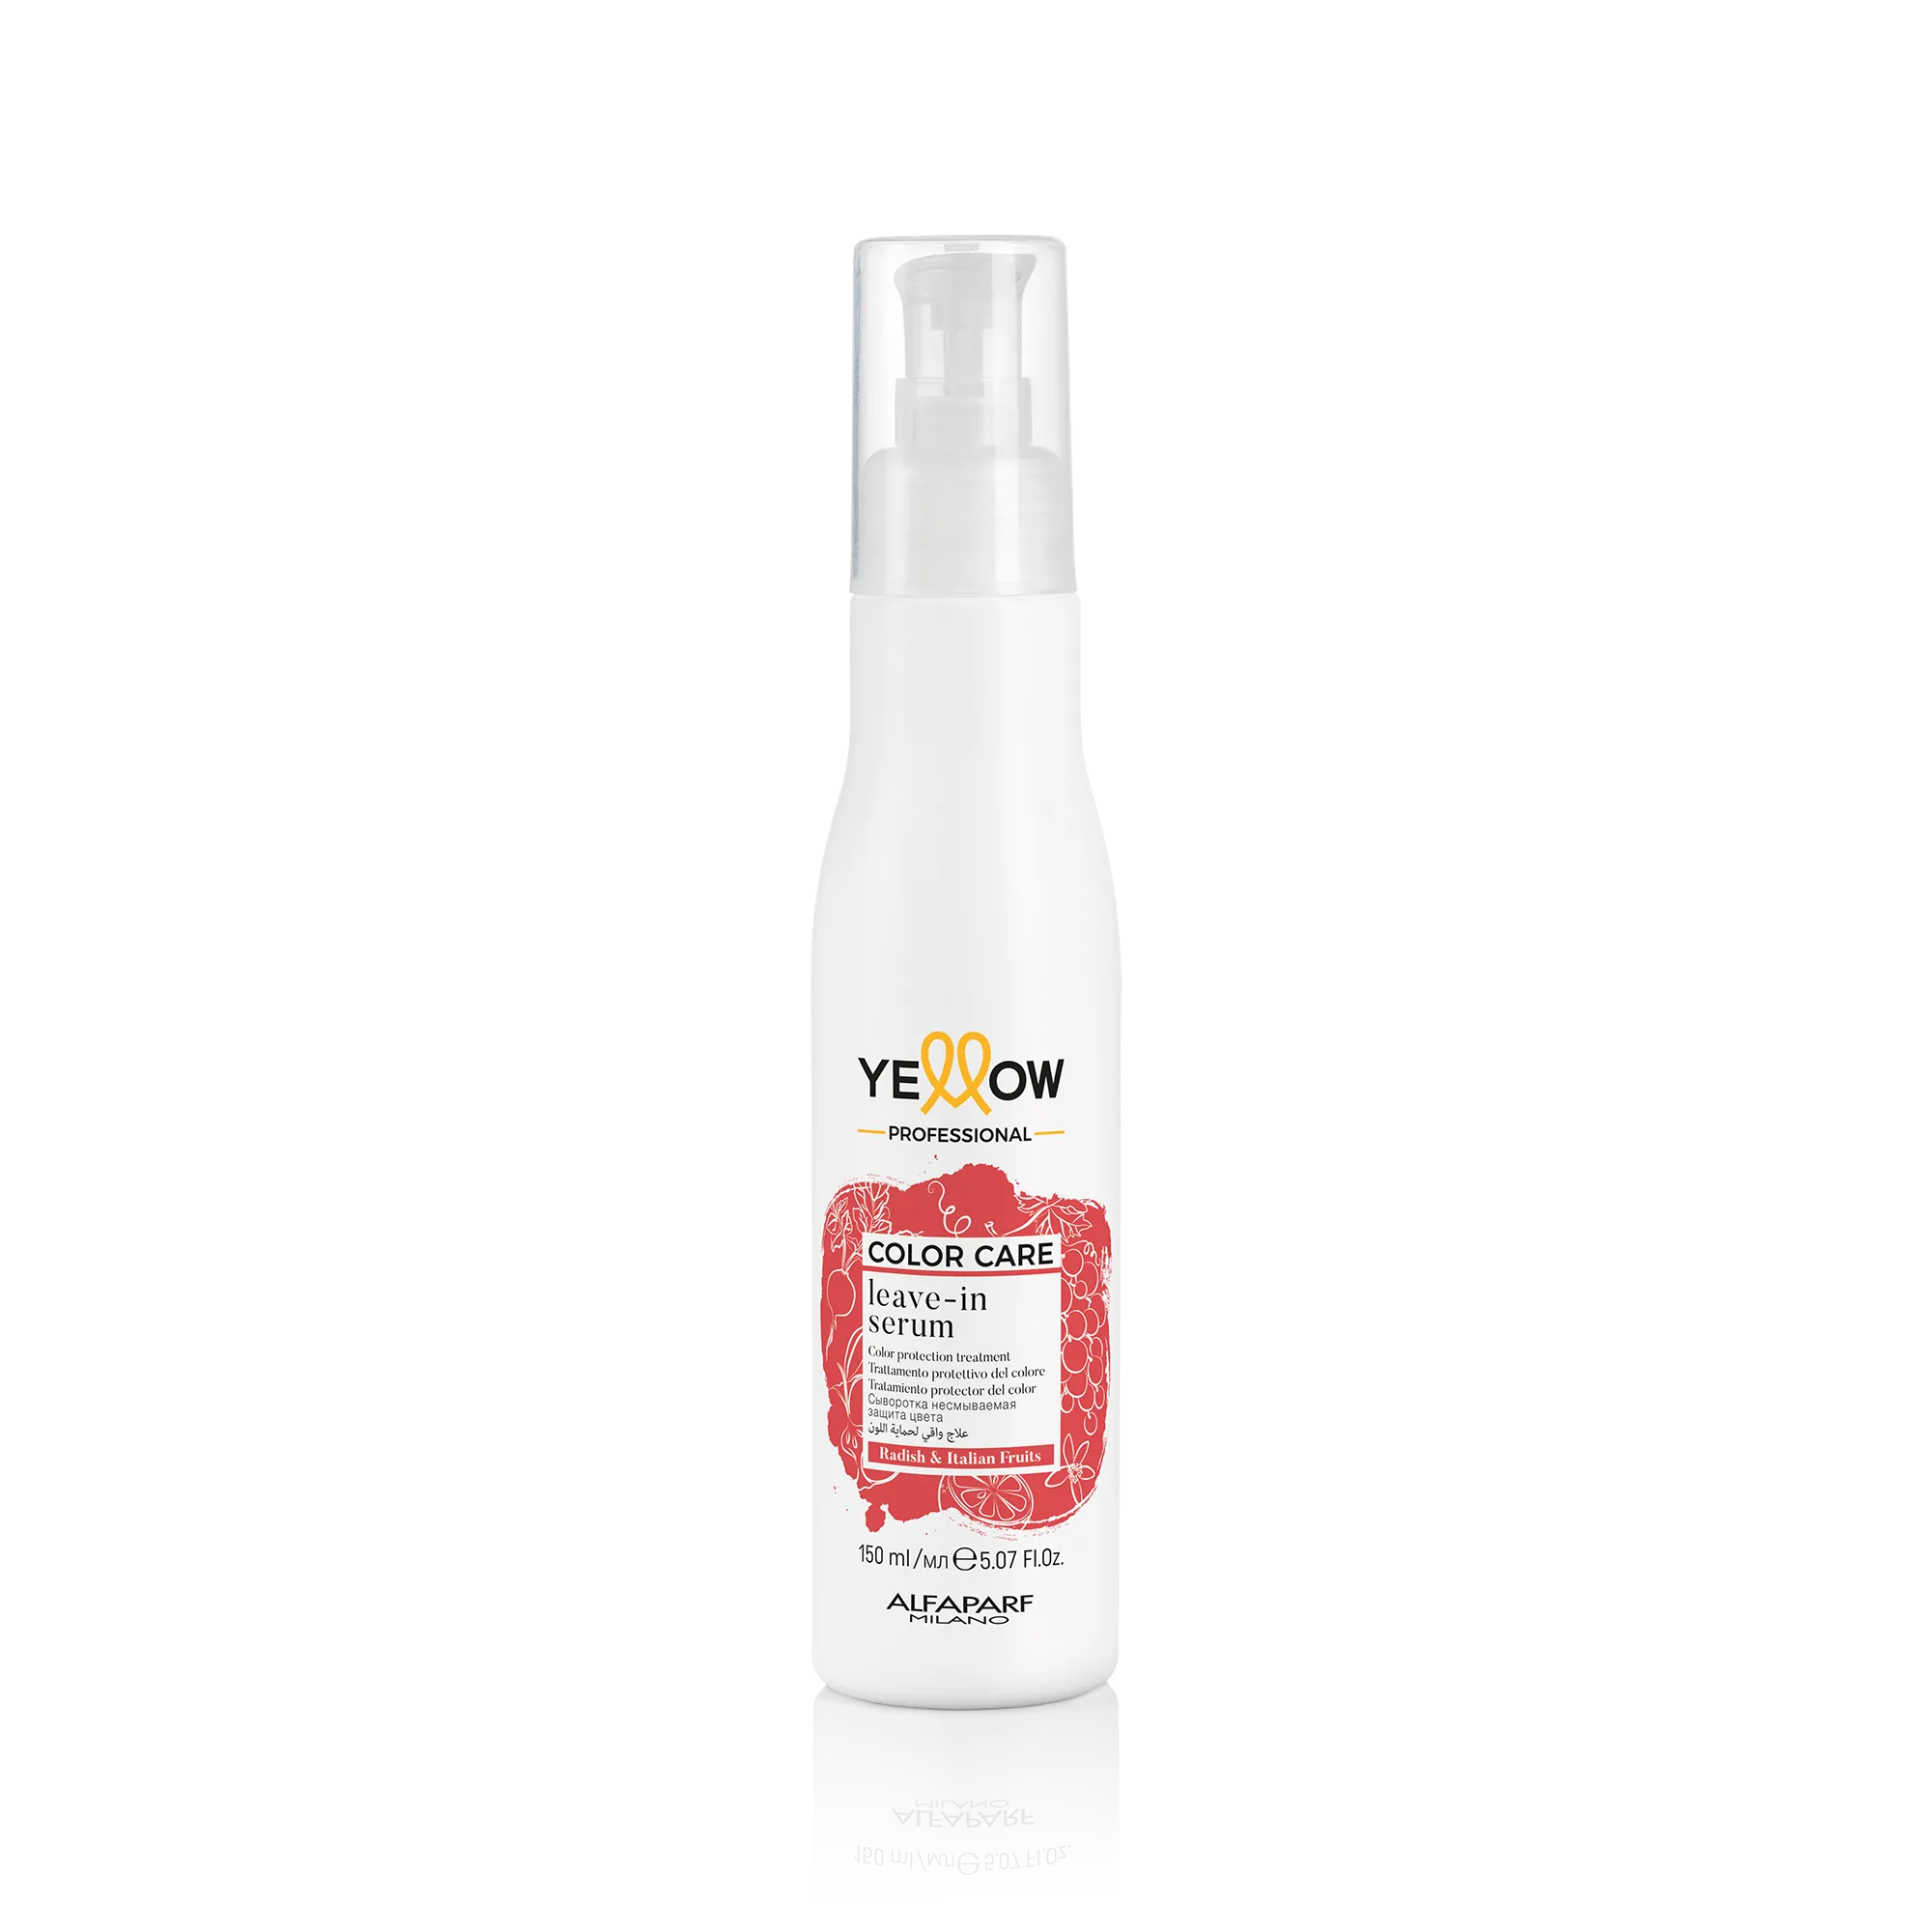 YELLOW
PROFESSIONAL
COLOR CARE
leave-in
serum
Color protection treatment
Trattamento protettivo del colore
Tratamiento protector del color
Сыворотка несмываемая
защита цвета
علاج واقي لحماية اللون
Radish & Italian Fruits
150 ml/мл ℮ 5.07 Fl.Oz.
ALFAPARF
MILANO